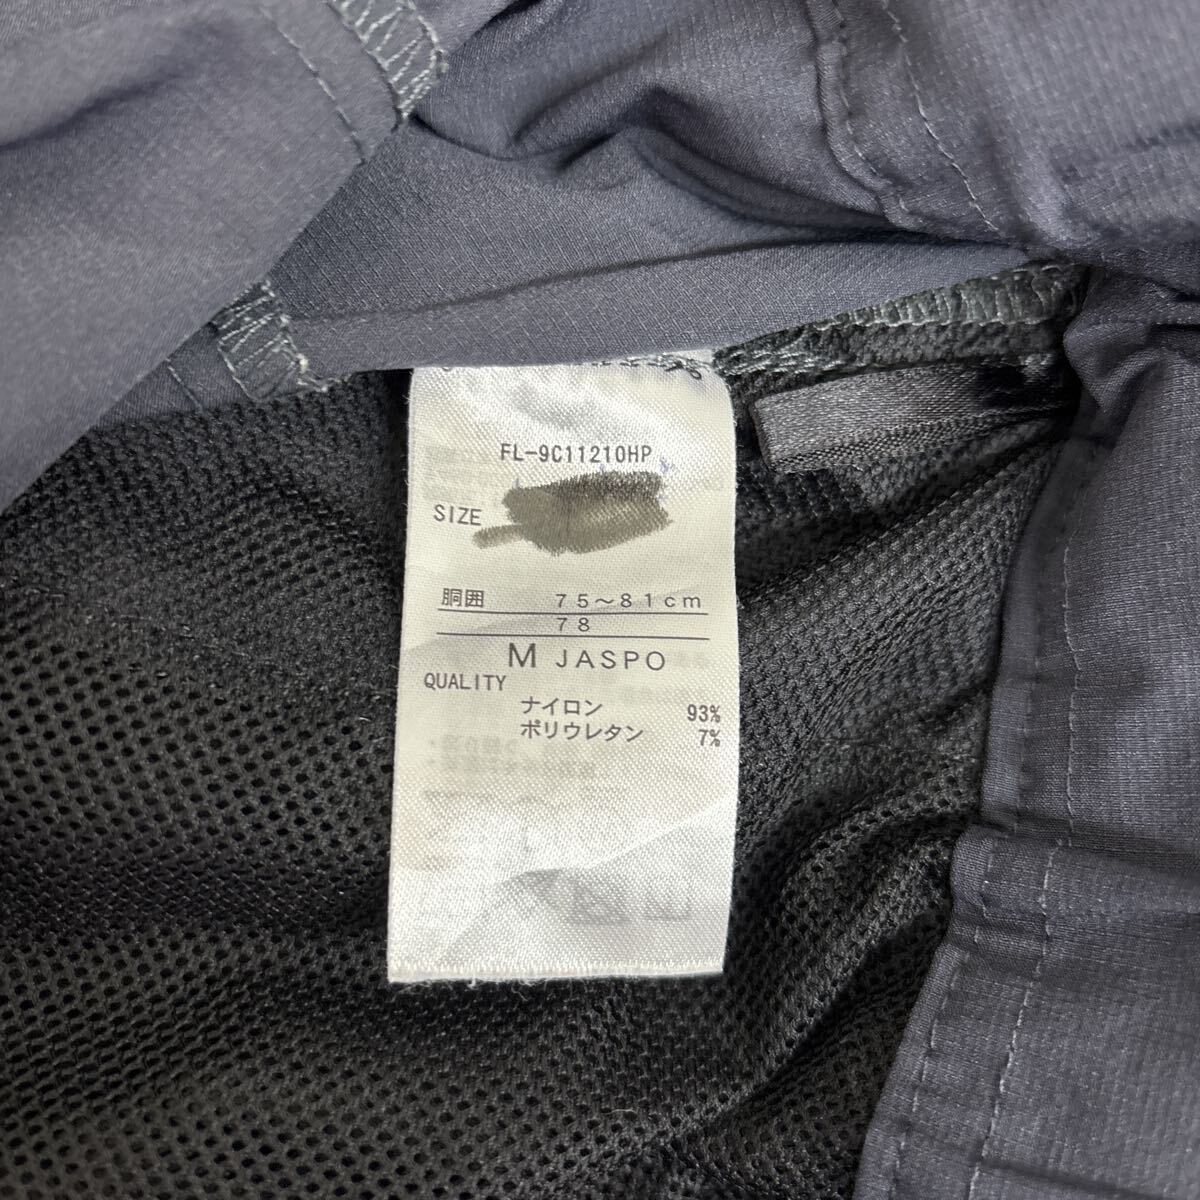 FL-9C11210HP
SIZE
胴囲 75～81cm
78
M JASPO
QUALITY
ナイロン 93%
ポリウレタン 7%